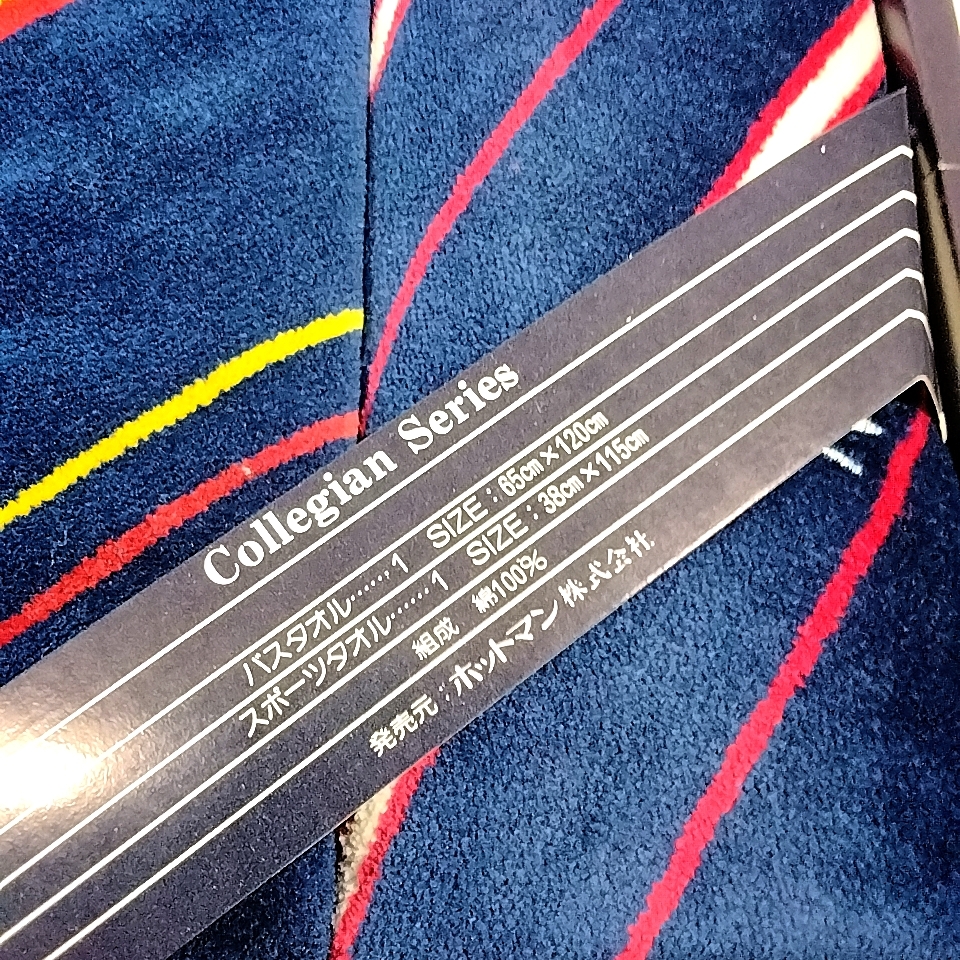 Collegian Series
バスタオル……1 SIZE：65cm×120cm
スポーツタオル……1 SIZE：38cm×115cm
組成 綿100%
発売元：ホットマン株式会社